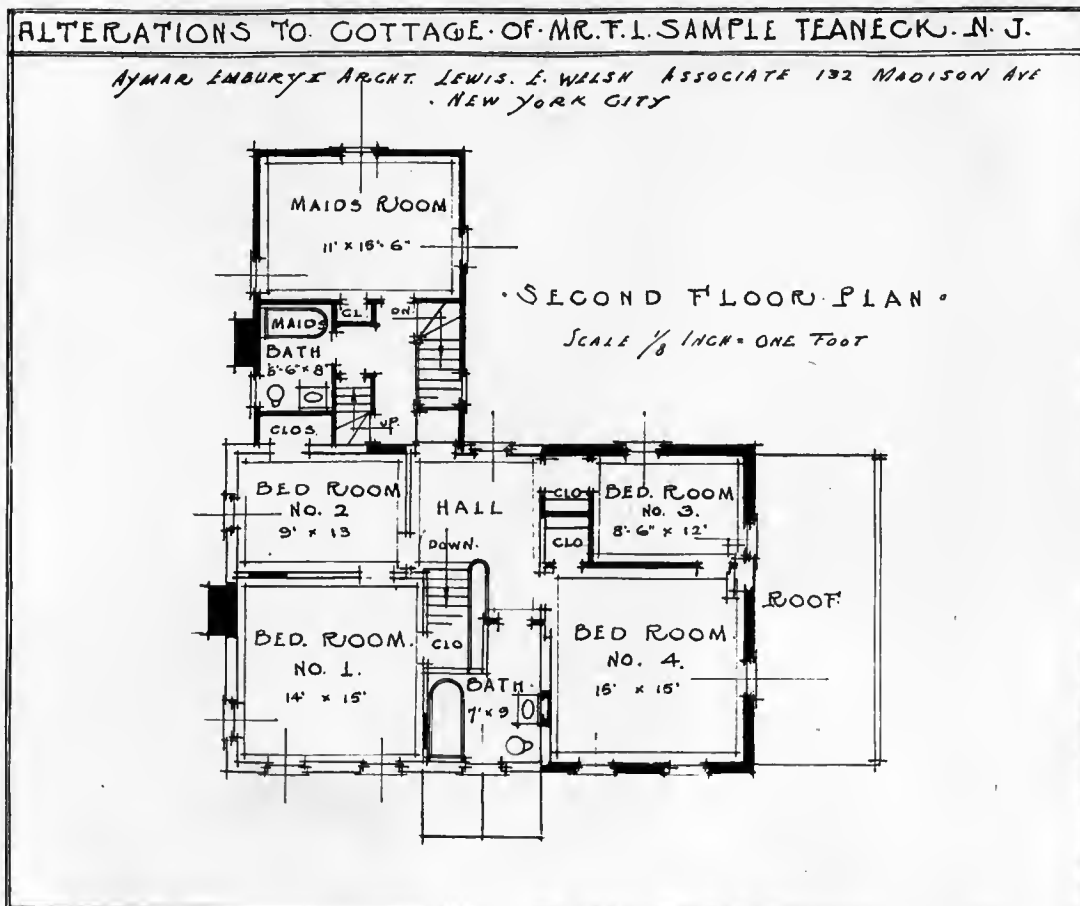 ALTERATIONS TO. COTTAGE. OF. MR. F. L. SAMPLE TEANECK. N. J.
AYMAR EMBURY II ARCHT. LEWIS. E. WELSH ASSOCIATE 132 MADISON AVE
. NEW YORK CITY
MAIDS ROOM
11' x 15'-6"
. SECOND FLOOR. PLAN .
SCALE 1/8 INCH = ONE FOOT
CL.
DN.
MAIDS
BATH
5'-6" x 8'
CLOS.
UP.
BED ROOM
NO. 2
9' x 13
HALL
DOWN.
CLO
CLO
BED. ROOM
NO. 3.
8'-6" x 12'
ROOF.
BED. ROOM.
NO. 1.
14' x 15'
CLO
BATH.
7' x 9
BED ROOM.
NO. 4.
15' x 15'